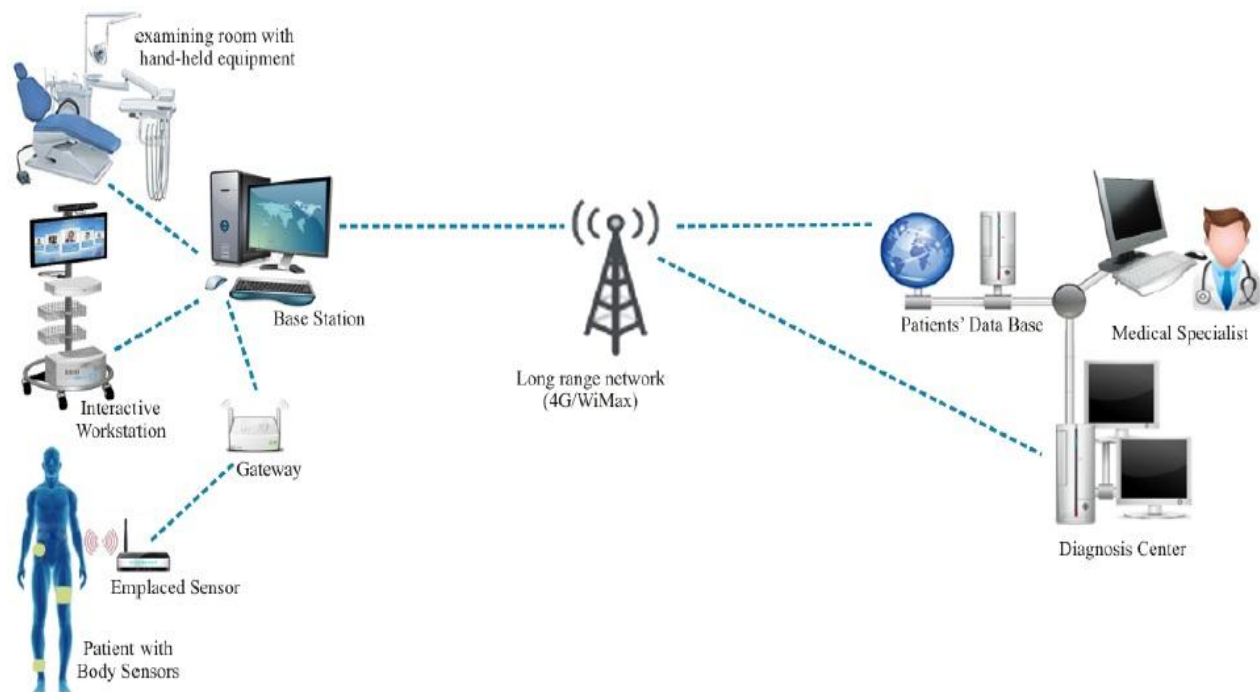 examining room with
hand-held equipment
Base Station
Interactive
Workstation
Gateway
Emplaced Sensor
Patient with
Body Sensors
Long range network
(4G/WiMax)
Patients' Data Base
Medical Specialist
Diagnosis Center